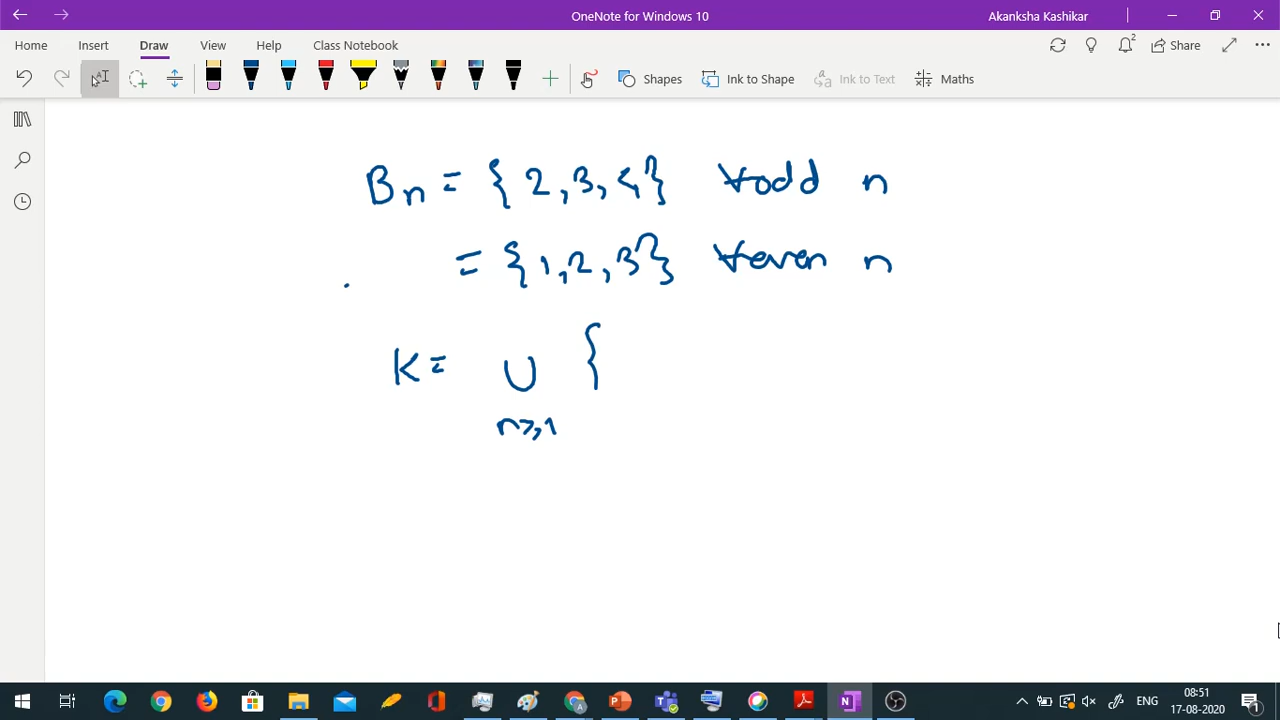 OneNote for Windows 10
Akanksha Kashikar
Home Insert Draw View Help Class Notebook Share
Shapes Ink to Shape Ink to Text Maths
Bn = {2,3,4} ∀odd n
= {1,2,3} ∀even n
K = ∪ {
n≥1
ENG 08:51
17-08-2020